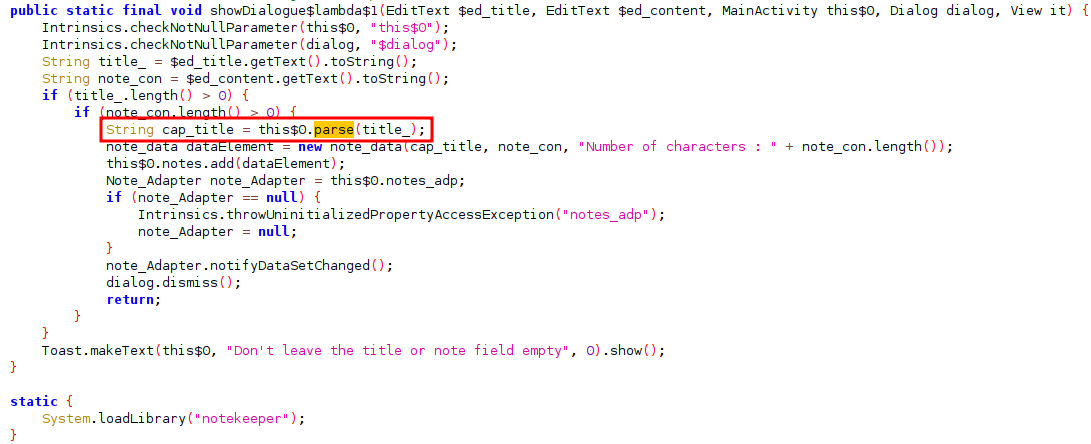 public static final void showDialogue$lambda$1(EditText $ed_title, EditText $ed_content, MainActivity this$0, Dialog dialog, View it) {
    Intrinsics.checkNotNullParameter(this$0, "this$0");
    Intrinsics.checkNotNullParameter(dialog, "$dialog");
    String title_ = $ed_title.getText().toString();
    String note_con = $ed_content.getText().toString();
    if (title_.length() > 0) {
        if (note_con.length() > 0) {
            String cap_title = this$0.parse(title_);
            note_data dataElement = new note_data(cap_title, note_con, "Number of characters : " + note_con.length());
            this$0.notes.add(dataElement);
            Note_Adapter note_Adapter = this$0.notes_adp;
            if (note_Adapter == null) {
                Intrinsics.throwUninitializedPropertyAccessException("notes_adp");
                note_Adapter = null;
            }
            note_Adapter.notifyDataSetChanged();
            dialog.dismiss();
            return;
        }
    }
    Toast.makeText(this$0, "Don't leave the title or note field empty", 0).show();
}

static {
    System.loadLibrary("notekeeper");
}